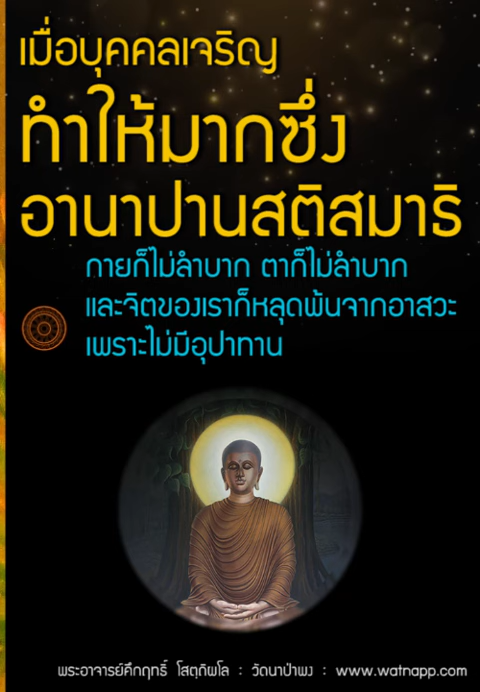 เมื่อบุคคลเจริญ
ทำให้มากซึ่ง
อานาปานสติสมาธิ
กายก็ไม่ลำบาก ตาก็ไม่ลำบาก
และจิตของเราก็หลุดพ้นจากอาสวะ
เพราะไม่มีอุปาทาน
พระอาจารย์คึกฤทธิ์ โสตฺถิผโล : วัดนาป่าพง : www.watnapp.com